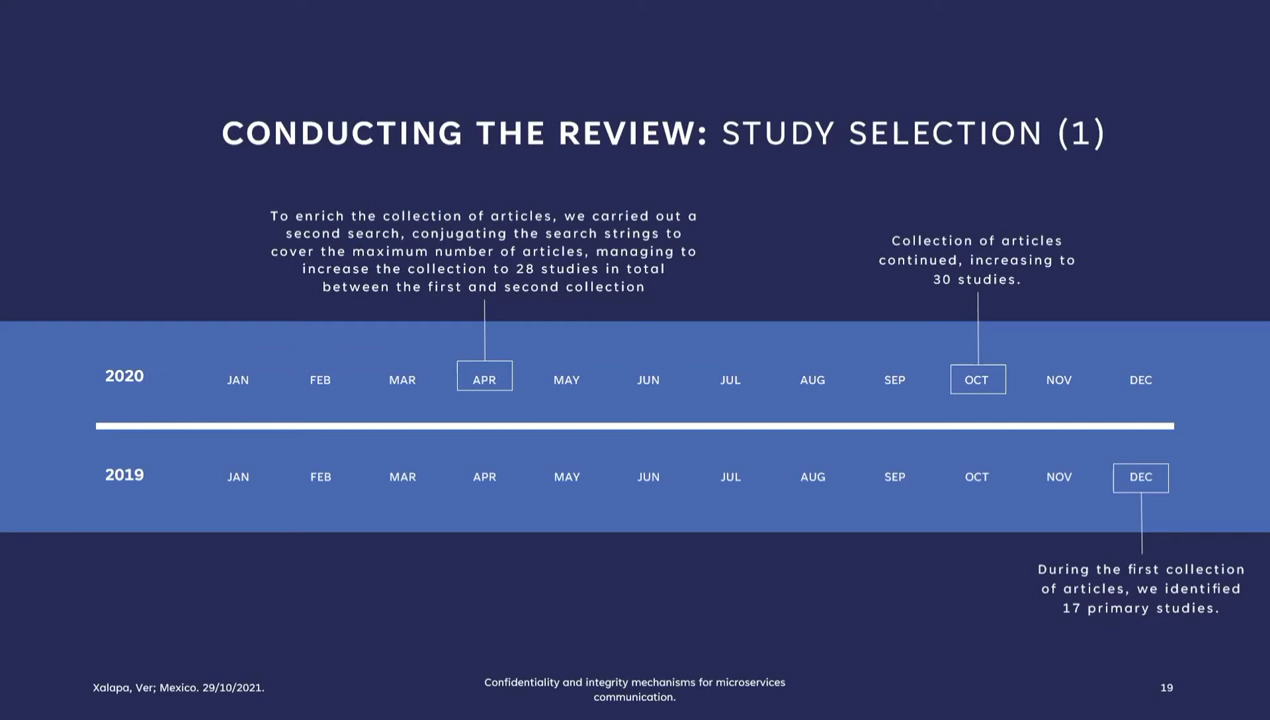 CONDUCTING THE REVIEW: STUDY SELECTION (1)
To enrich the collection of articles, we carried out a
second search, conjugating the search strings to
cover the maximum number of articles, managing to
increase the collection to 28 studies in total
between the first and second collection
Collection of articles
continued, increasing to
30 studies.
2020 JAN FEB MAR APR MAY JUN JUL AUG SEP OCT NOV DEC
2019 JAN FEB MAR APR MAY JUN JUL AUG SEP OCT NOV DEC
During the first collection
of articles, we identified
17 primary studies.
Xalapa, Ver; Mexico. 29/10/2021.
Confidentiality and integrity mechanisms for microservices
communication.
19